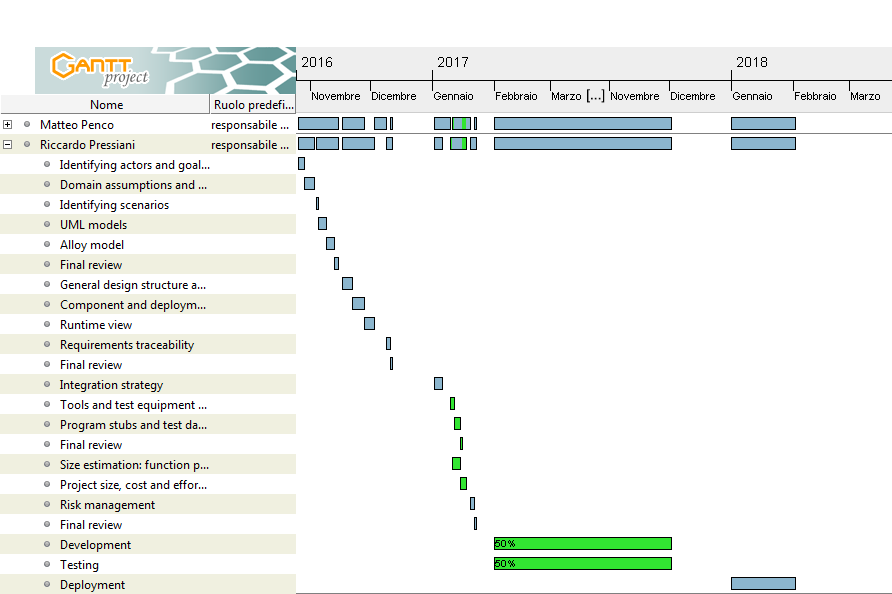 GANTT
project
2016 2017 2018
Novembre Dicembre Gennaio Febbraio Marzo [...] Novembre Dicembre Gennaio Febbraio Marzo
Nome Ruolo predefi...
Matteo Penco responsabile ...
Riccardo Pressiani responsabile ...
Identifying actors and goal...
Domain assumptions and ...
Identifying scenarios
UML models
Alloy model
Final review
General design structure a...
Component and deploym...
Runtime view
Requirements traceability
Final review
Integration strategy
Tools and test equipment ...
Program stubs and test da...
Final review
Size estimation: function p...
Project size, cost and effor...
Risk management
Final review
Development 50%
Testing 50%
Deployment